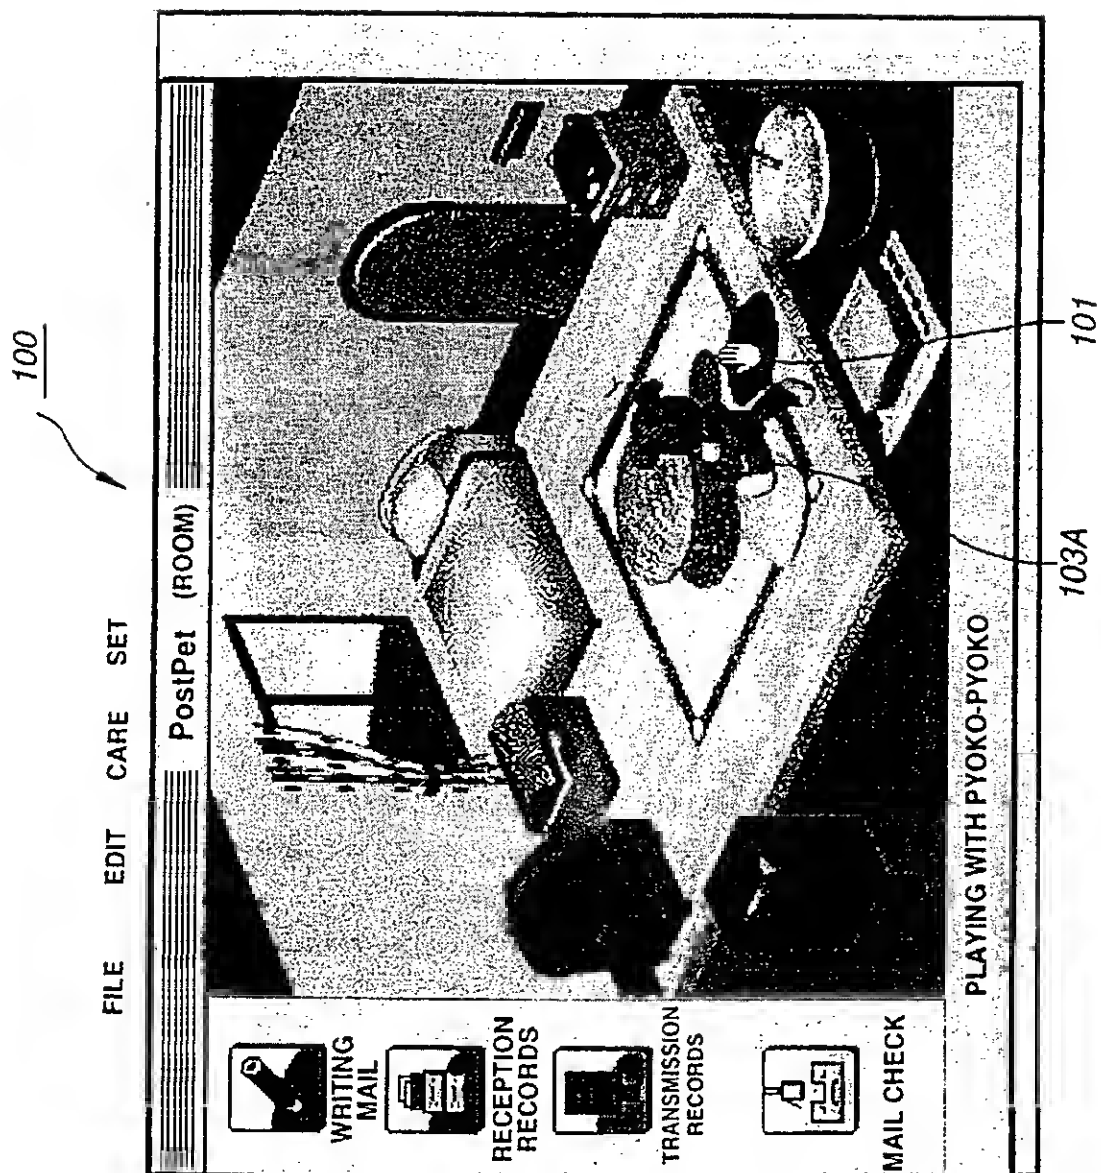 100
FILE EDIT CARE SET
PostPet (ROOM)
WRITING
MAIL
RECEPTION
RECORDS
TRANSMISSION
RECORDS
MAIL CHECK
PLAYING WITH PYOKO-PYOKO
103A
101